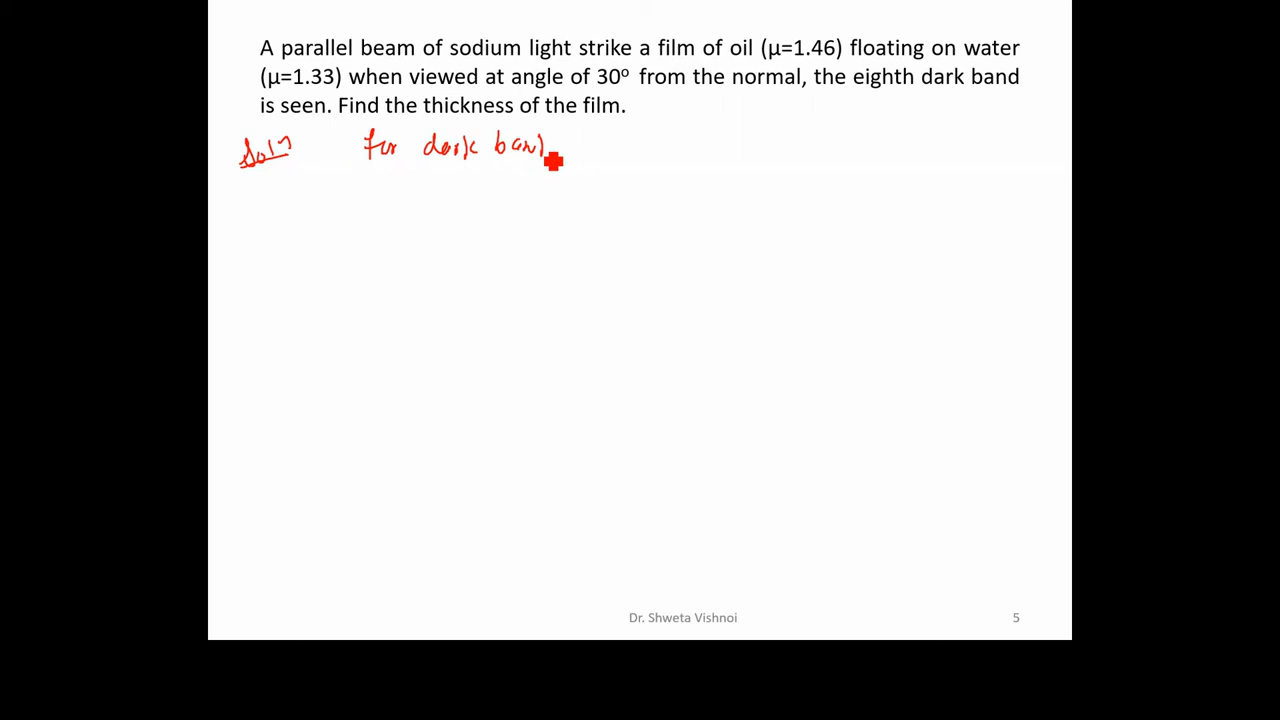 A parallel beam of sodium light strike a film of oil (μ=1.46) floating on water
(μ=1.33) when viewed at angle of 30º from the normal, the eighth dark band
is seen. Find the thickness of the film.
Solⁿ for dark band
Dr. Shweta Vishnoi 5